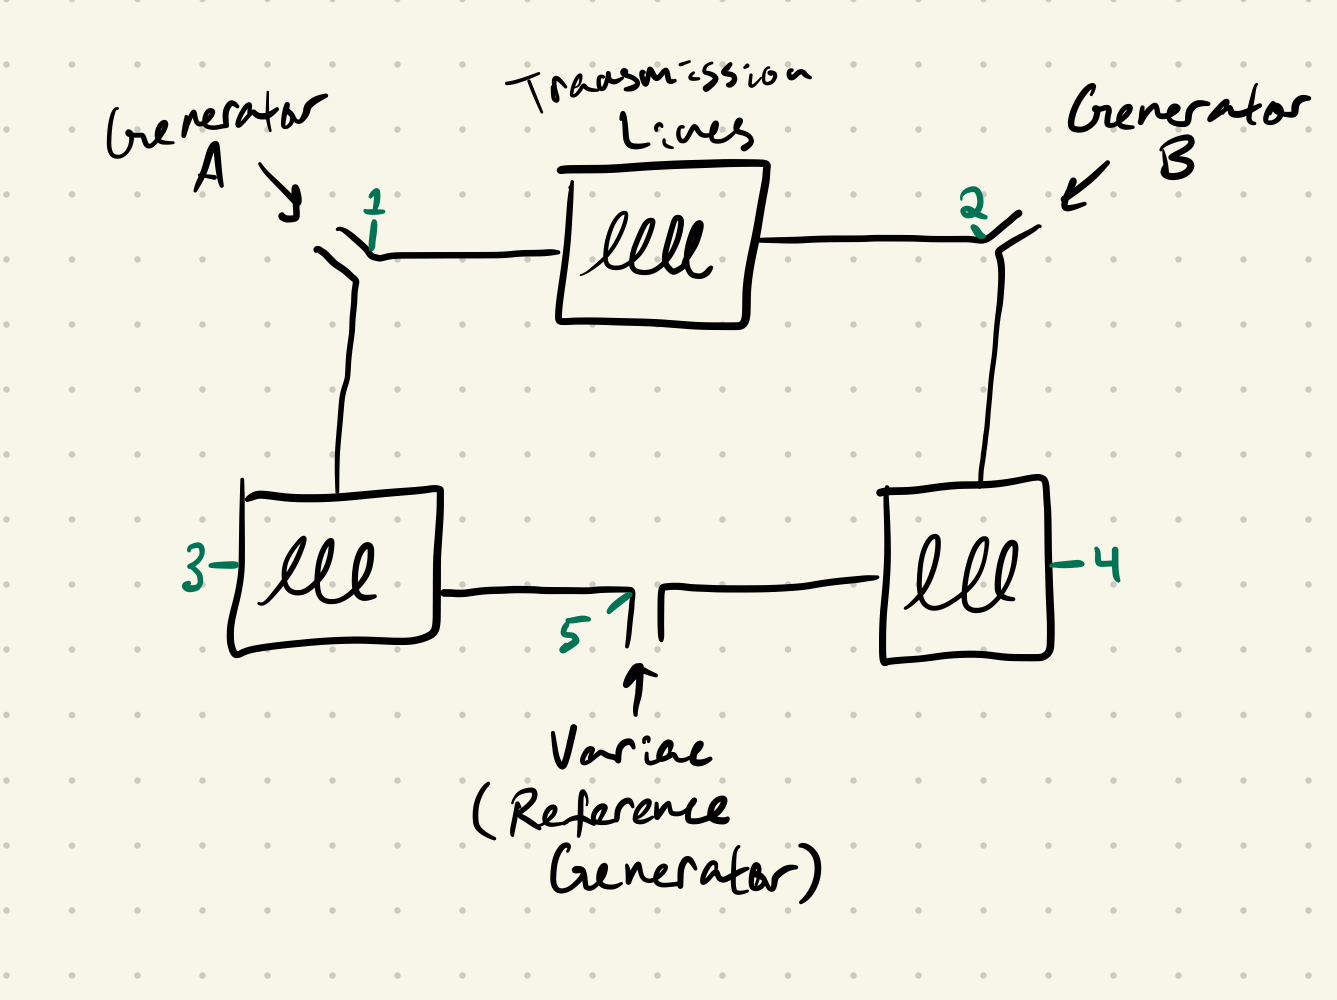 Transmission
Lines
Generator
A
Generator
B
1
2
3
4
5
Variac
(Reference
Generator)